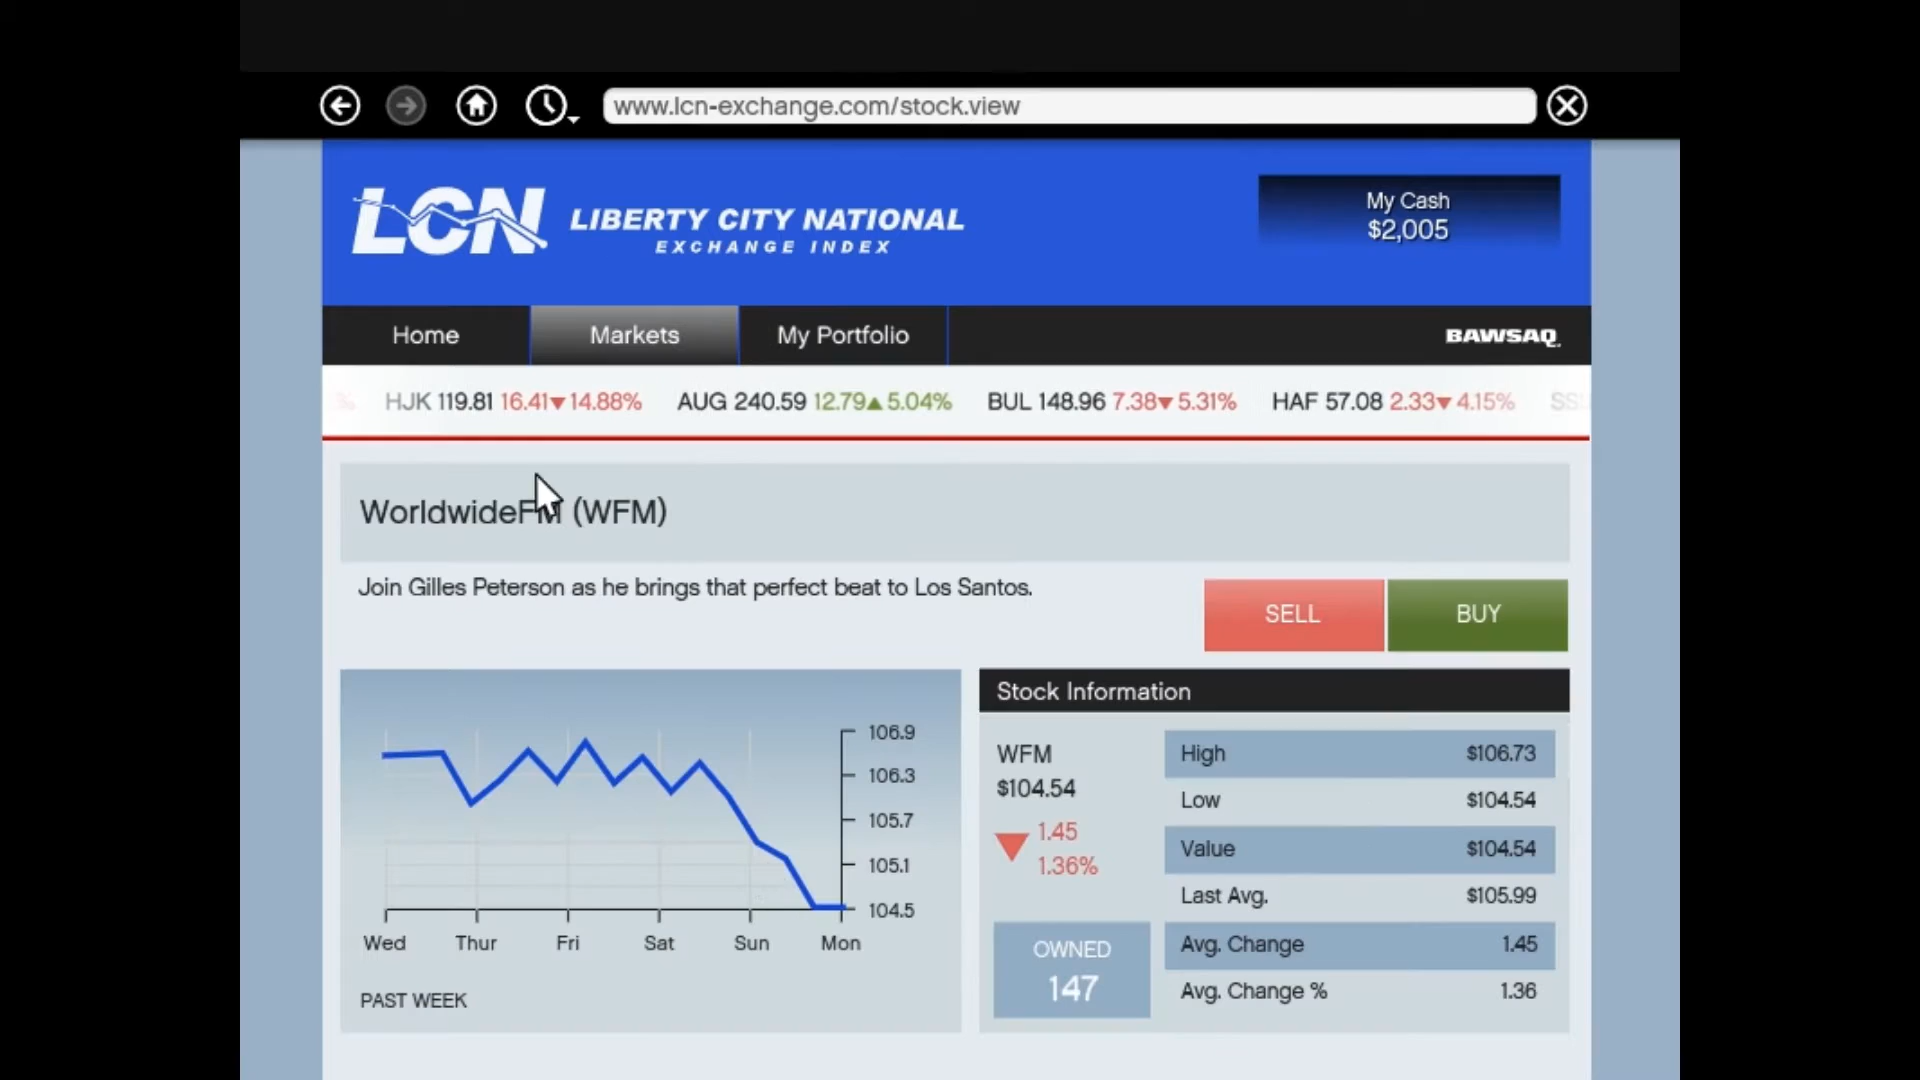 www.lcn-exchange.com/stock.view
LCN LIBERTY CITY NATIONAL
EXCHANGE INDEX
My Cash
$2,005
Home Markets My Portfolio BAWSAQ.
% HJK 119.81 16.41▼14.88% AUG 240.59 12.79▲5.04% BUL 148.96 7.38▼5.31% HAF 57.08 2.33▼4.15%
WorldwideFM (WFM)
Join Gilles Peterson as he brings that perfect beat to Los Santos.
SELL BUY
106.9
106.3
105.7
105.1
104.5
Wed Thur Fri Sat Sun Mon
PAST WEEK
Stock Information
WFM
$104.54
1.45
1.36%
OWNED
147
High $106.73
Low $104.54
Value $104.54
Last Avg. $105.99
Avg. Change 1.45
Avg. Change % 1.36